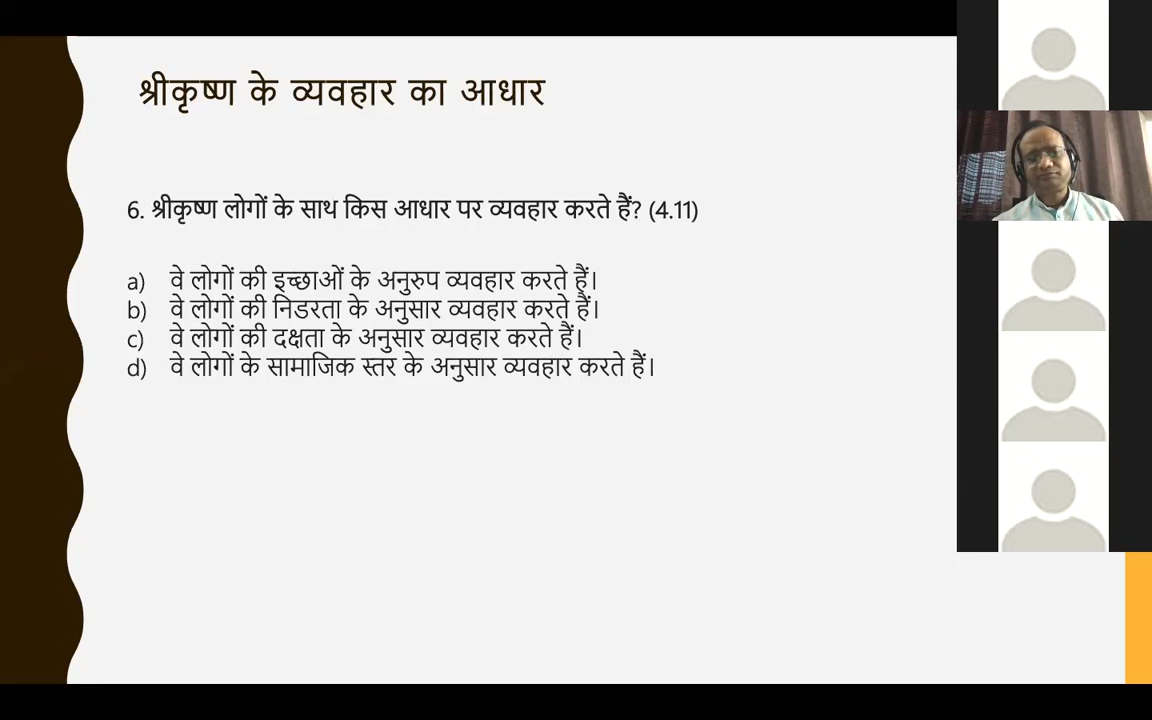 श्रीकृष्ण के व्यवहार का आधार
6. श्रीकृष्ण लोगों के साथ किस आधार पर व्यवहार करते हैं? (4.11)
a) वे लोगों की इच्छाओं के अनुरुप व्यवहार करते हैं।
b) वे लोगों की निडरता के अनुसार व्यवहार करते हैं।
c) वे लोगों की दक्षता के अनुसार व्यवहार करते हैं।
d) वे लोगों के सामाजिक स्तर के अनुसार व्यवहार करते हैं।